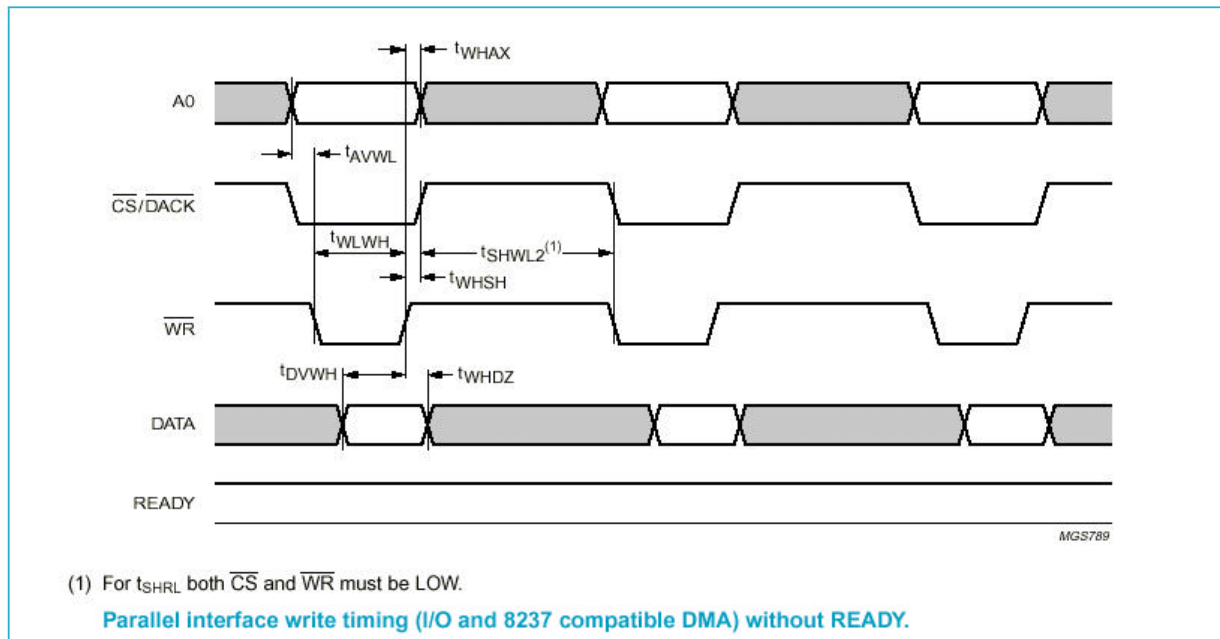 tWHAX
A0
tAVWL
CS/DACK
tWLWH
tSHWL2(1)
tWHSH
WR
tDVWH
tWHDZ
DATA
READY
MGS789
(1) For tSHRL both CS and WR must be LOW.
Parallel interface write timing (I/O and 8237 compatible DMA) without READY.